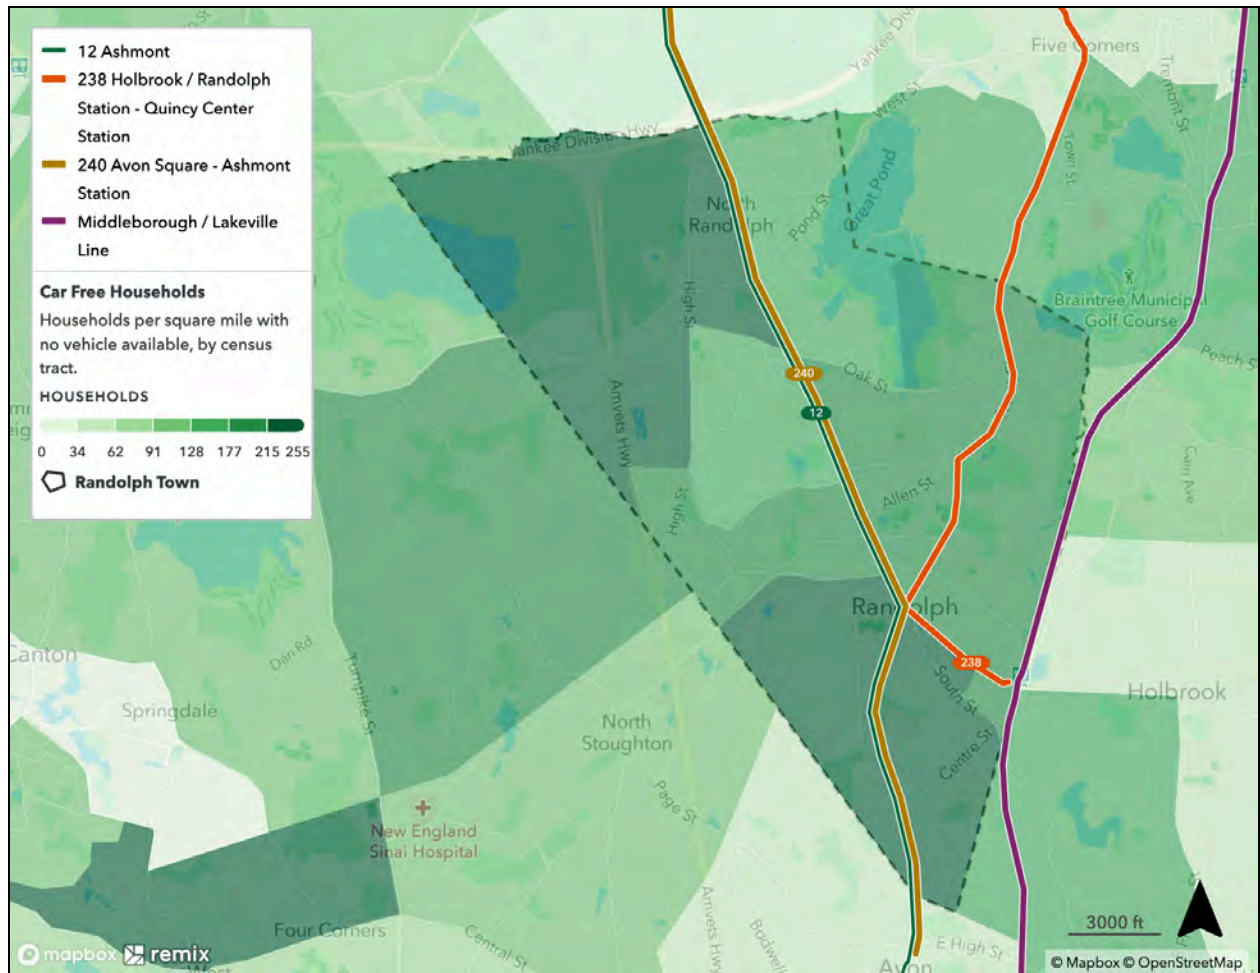 12 Ashmont
238 Holbrook / Randolph
Station - Quincy Center
Station
240 Avon Square - Ashmont
Station
Middleborough / Lakeville
Line
Car Free Households
Households per square mile with
no vehicle available, by census
tract.
HOUSEHOLDS
0 34 62 91 128 177 215 255
Randolph Town
Five Corners
Yankee Divi
Tremont St
West St
Yankee Division Hwy
Town St
Great Pond
Pond St
North
Randolph
Braintree Municipal
Golf Course
High St
Peach S
240
Oak St
12
Amvets Hwy
Allen St
High St
Randolph
238
South St
Holbrook
Canton
Dan Rd
Turnpike St
Springdale
North
Stoughton
Centre St
Page St
New England
Sinai Hospital
Amvets Hwy
Four Corners
Central St
West
E High St
Avon
3000 ft
mapbox remix
© Mapbox © OpenStreetMap